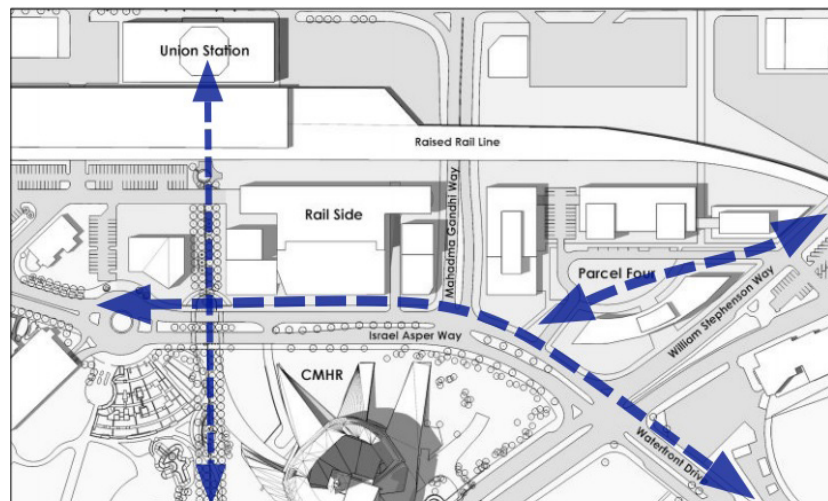 Union Station
Raised Rail Line
Rail Side
Mahadma Gandhi Way
Parcel Four
William Stephenson Way
Israel Asper Way
CMHR
Waterfront Drive